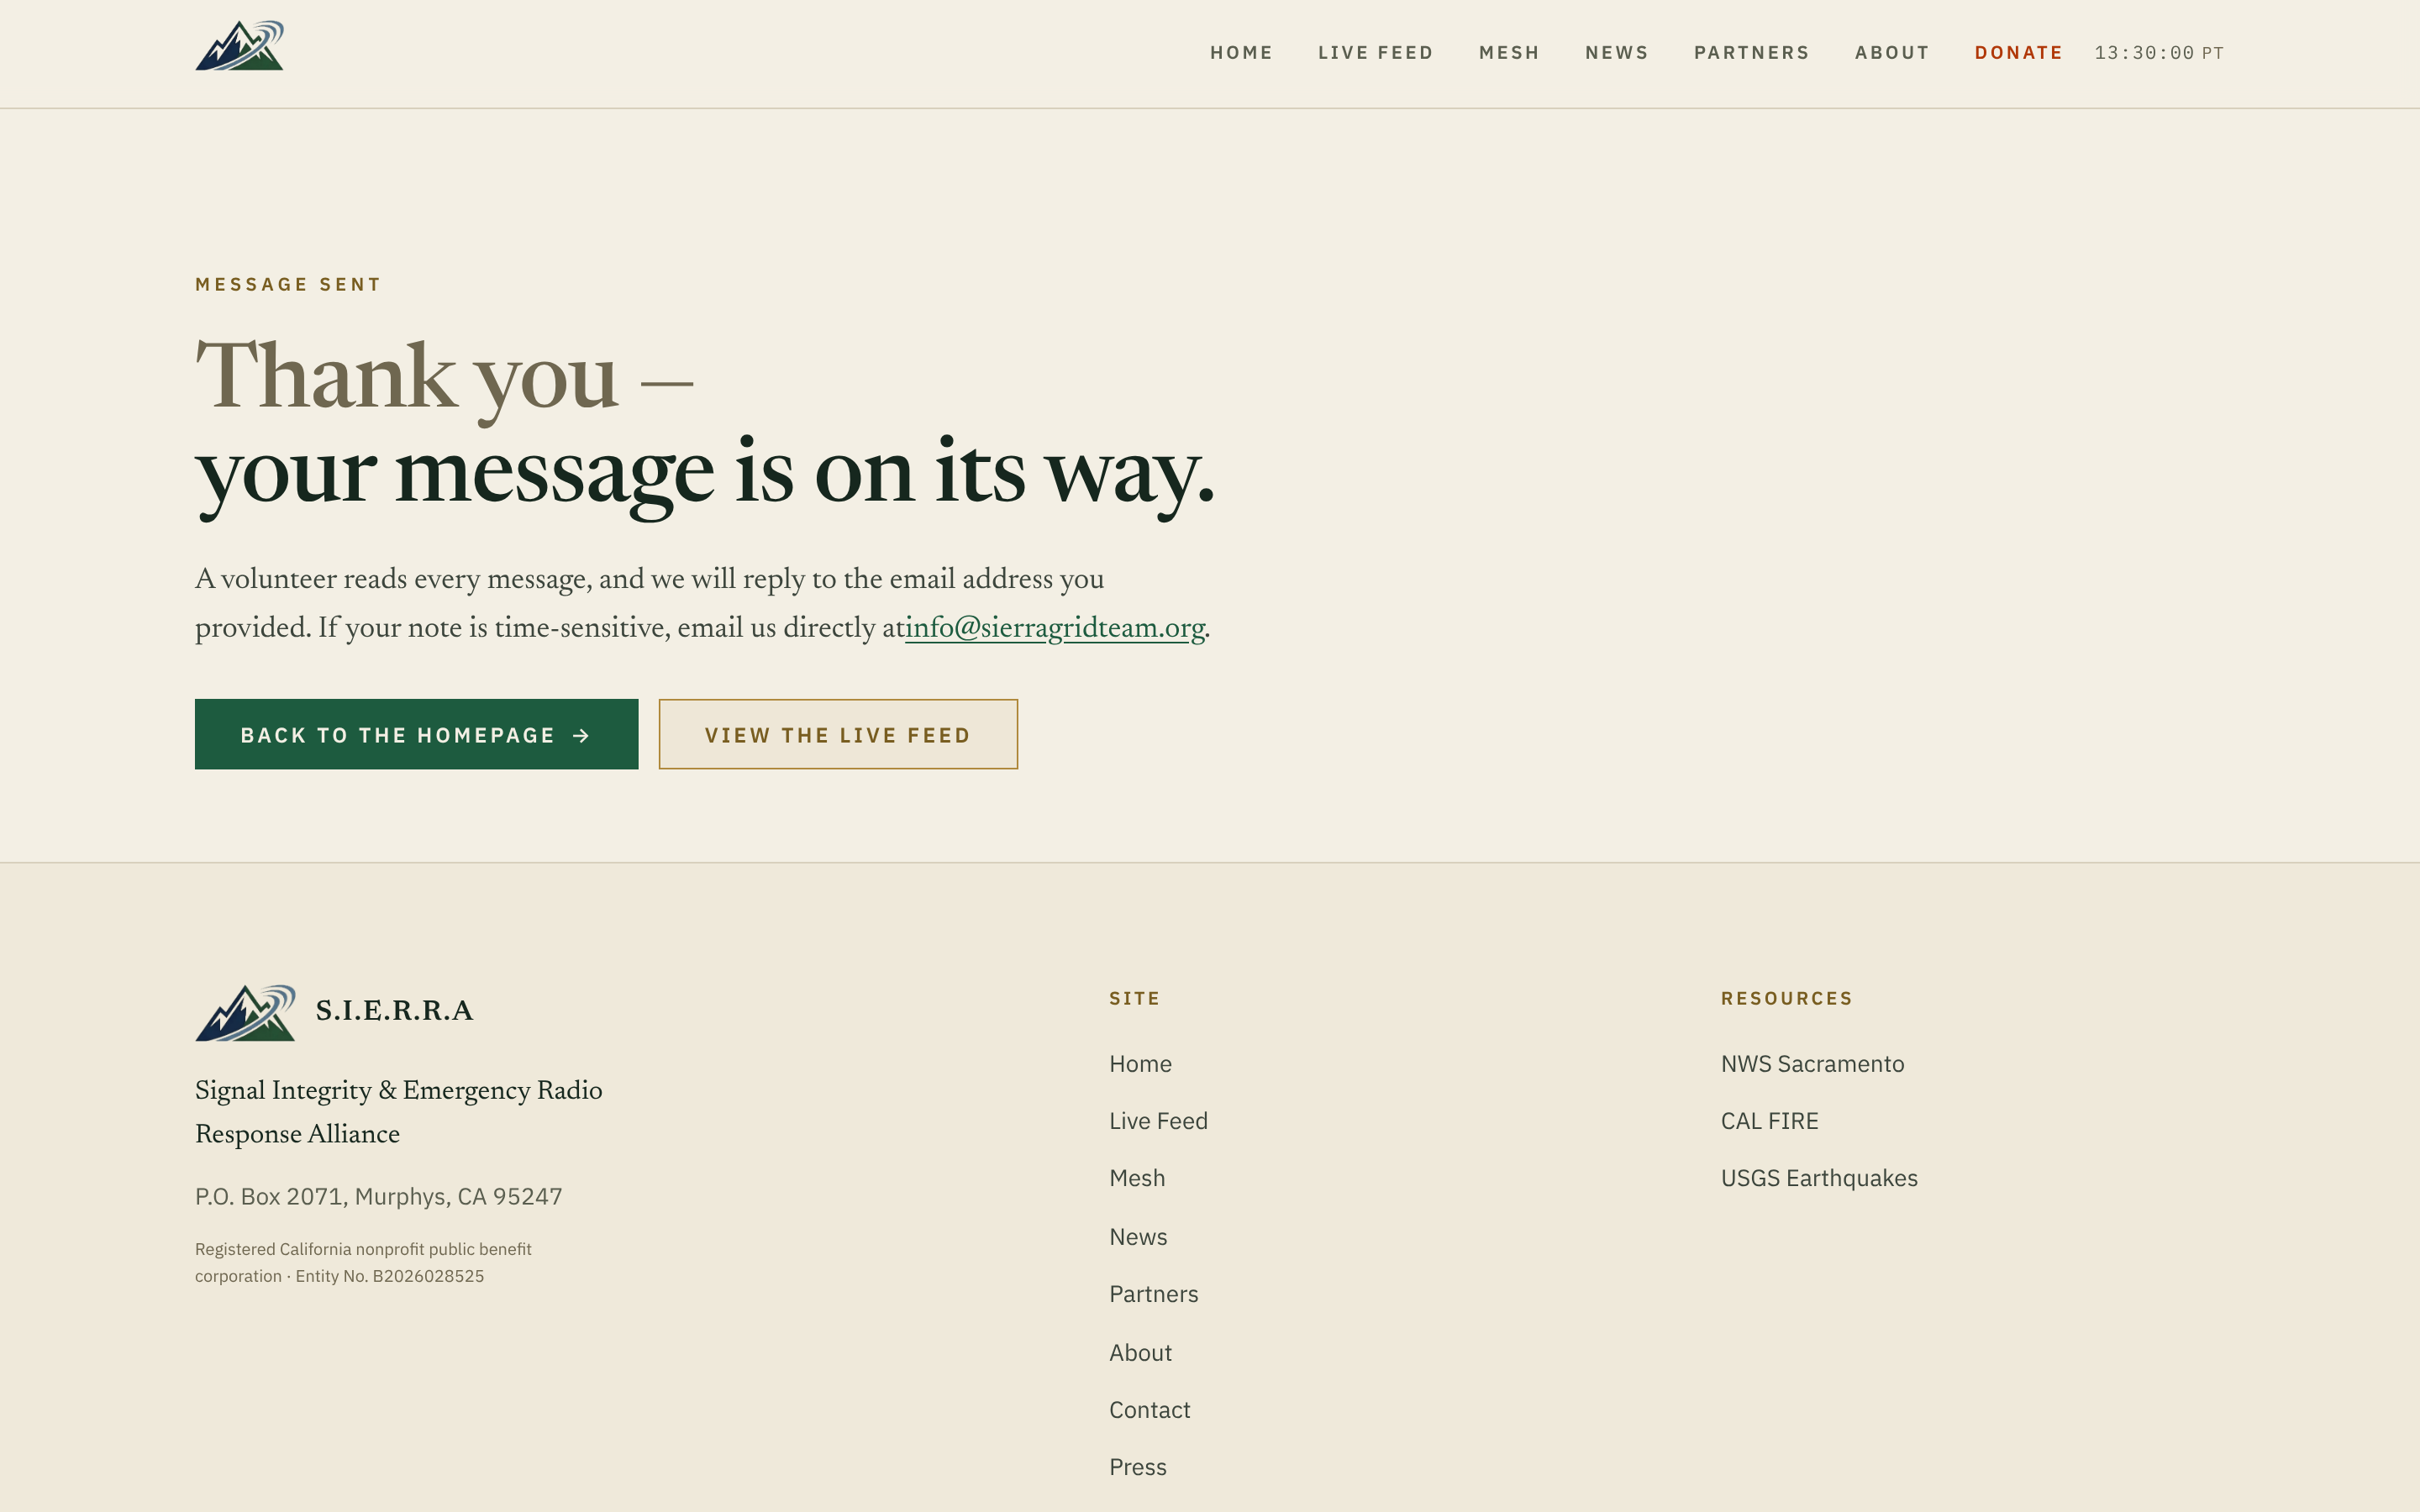 HOME LIVE FEED MESH NEWS PARTNERS ABOUT DONATE 13:30:00 PT
MESSAGE SENT
Thank you —
your message is on its way.
A volunteer reads every message, and we will reply to the email address you
provided. If your note is time-sensitive, email us directly atinfo@sierragridteam.org.
BACK TO THE HOMEPAGE →
VIEW THE LIVE FEED
S.I.E.R.R.A
Signal Integrity & Emergency Radio
Response Alliance
P.O. Box 2071, Murphys, CA 95247
Registered California nonprofit public benefit
corporation · Entity No. B2026028525
SITE
Home
Live Feed
Mesh
News
Partners
About
Contact
Press
RESOURCES
NWS Sacramento
CAL FIRE
USGS Earthquakes